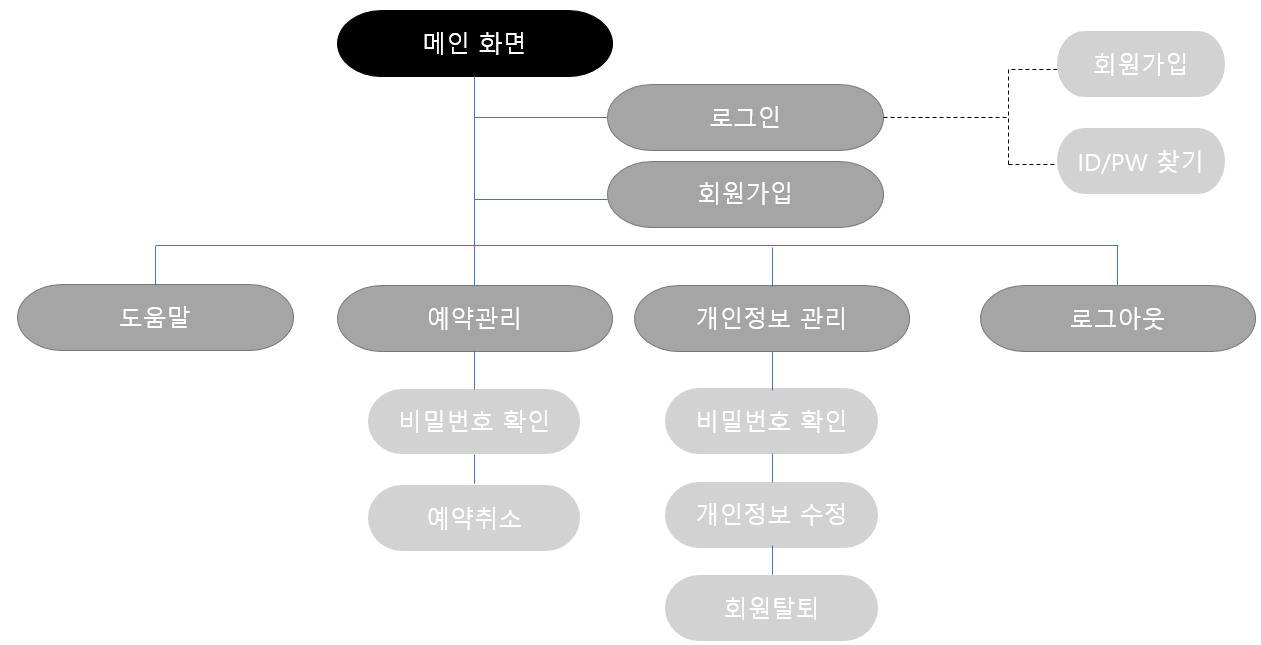 메인 화면
로그인
회원가입
회원가입
ID/PW 찾기
도움말
예약관리
개인정보 관리
로그아웃
비밀번호 확인
비밀번호 확인
예약취소
개인정보 수정
회원탈퇴